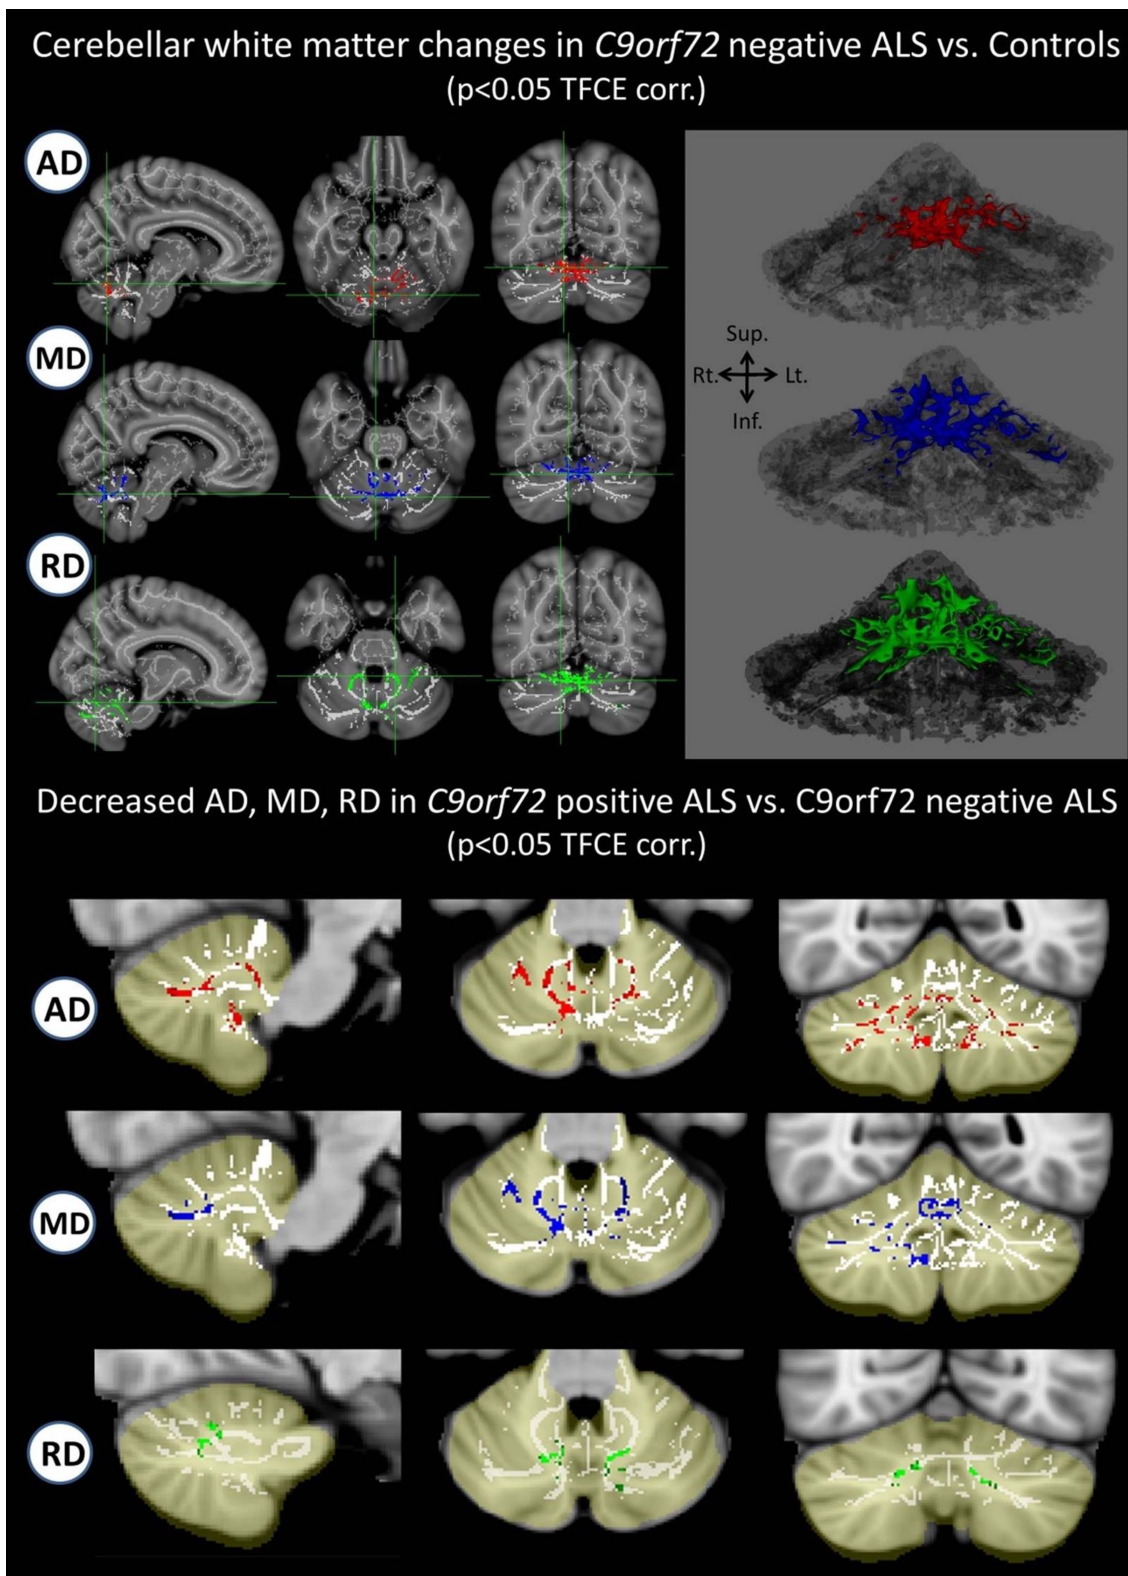 Cerebellar white matter changes in C9orf72 negative ALS vs. Controls
(p<0.05 TFCE corr.)
AD
MD
Sup.
Rt. Lt.
Inf.
RD
Decreased AD, MD, RD in C9orf72 positive ALS vs. C9orf72 negative ALS
(p<0.05 TFCE corr.)
AD
MD
RD